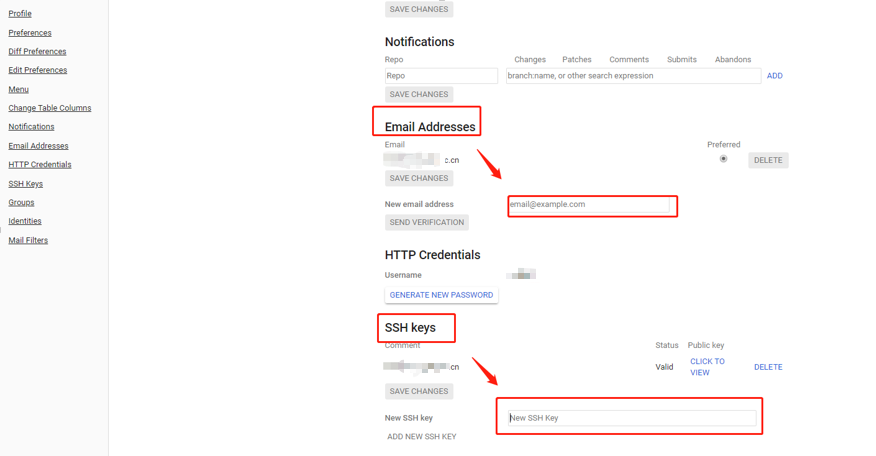 Profile
Preferences
Diff Preferences
Edit Preferences
Menu
Change Table Columns
Notifications
Email Addresses
HTTP Credentials
SSH Keys
Groups
Identities
Mail Filters
SAVE CHANGES
Notifications
Repo Changes Patches Comments Submits Abandons
Repo branch:name, or other search expression ADD
SAVE CHANGES
Email Addresses
Email Preferred
c.cn DELETE
SAVE CHANGES
New email address email@example.com
SEND VERIFICATION
HTTP Credentials
Username
GENERATE NEW PASSWORD
SSH keys
Comment Status Public key
.cn Valid CLICK TO VIEW DELETE
SAVE CHANGES
New SSH key New SSH Key
ADD NEW SSH KEY